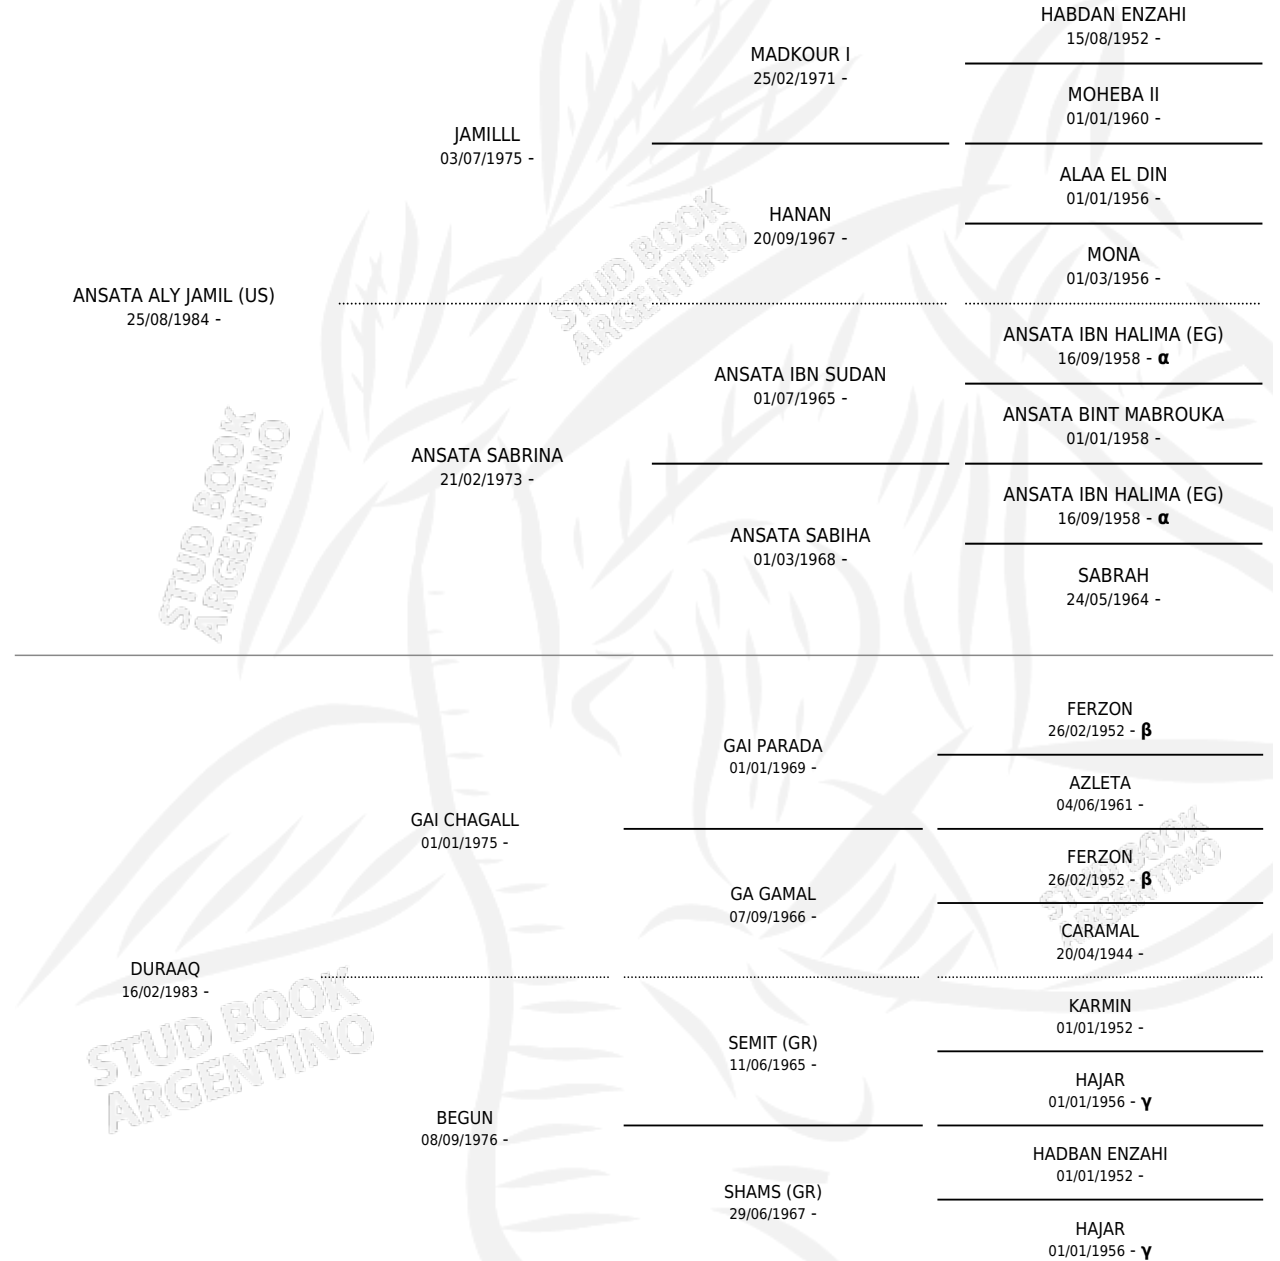 HABDAN ENZAHI
15/08/1952 -
MADKOUR I
25/02/1971 -
MOHEBA II
01/01/1960 -
JAMILLL
03/07/1975 -
ALAA EL DIN
01/01/1956 -
HANAN
20/09/1967 -
MONA
01/03/1956 -
ANSATA ALY JAMIL (US)
25/08/1984 -
ANSATA IBN HALIMA (EG)
16/09/1958 - α
ANSATA IBN SUDAN
01/07/1965 -
ANSATA BINT MABROUKA
01/01/1958 -
ANSATA SABRINA
21/02/1973 -
ANSATA IBN HALIMA (EG)
16/09/1958 - α
ANSATA SABIHA
01/03/1968 -
SABRAH
24/05/1964 -
FERZON
26/02/1952 - β
GAI PARADA
01/01/1969 -
AZLETA
04/06/1961 -
GAI CHAGALL
01/01/1975 -
FERZON
26/02/1952 - β
GA GAMAL
07/09/1966 -
CARAMAL
20/04/1944 -
DURAAQ
16/02/1983 -
KARMIN
01/01/1952 -
SEMIT (GR)
11/06/1965 -
HAJAR
01/01/1956 - γ
BEGUN
08/09/1976 -
HADBAN ENZAHI
01/01/1952 -
SHAMS (GR)
29/06/1967 -
HAJAR
01/01/1956 - γ
STUD BOOK
ARGENTINO
STUD BOOK
ARGENTINO
STUD BOOK
ARGENTINO
STUD BOOK
ARGENTINO